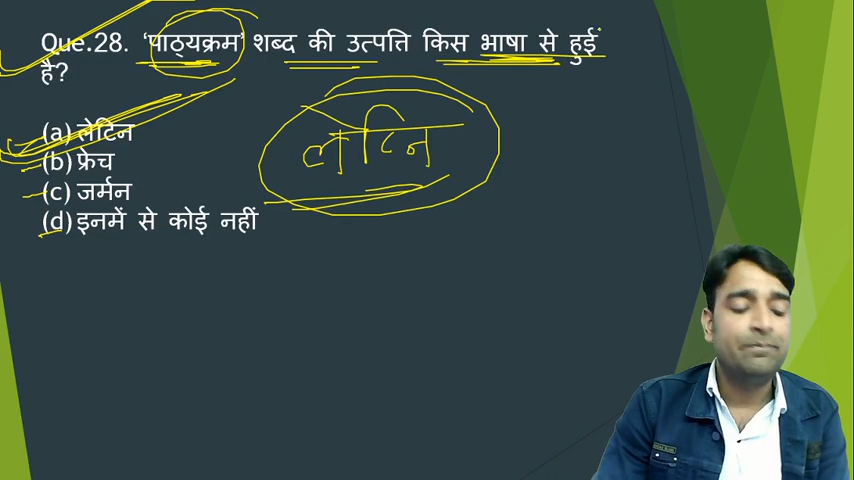 Que.28. ‘पाठ्यक्रम’ शब्द की उत्पत्ति किस भाषा से हुई
है?
(a) लेटिन
(b) फ्रेच
(c) जर्मन
(d) इनमें से कोई नहीं
लेटिन